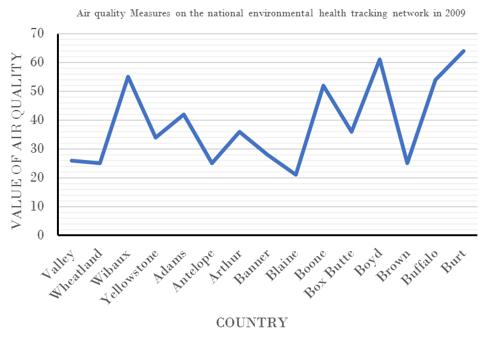 Air quality Measures on the national environmental health tracking network in 2009
VALUE OF AIR QUALITY
70
60
50
40
30
20
10
0
Valley
Wheatland
Wibaux
Yellowstone
Adams
Antelope
Arthur
Banner
Blaine
Boone
Box Butte
Boyd
Brown
Buffalo
Burt
COUNTRY